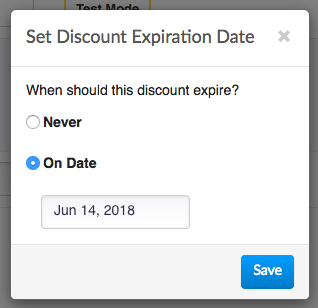 Test Mode
Set Discount Expiration Date ×
When should this discount expire?
Never
On Date
Jun 14, 2018
Save